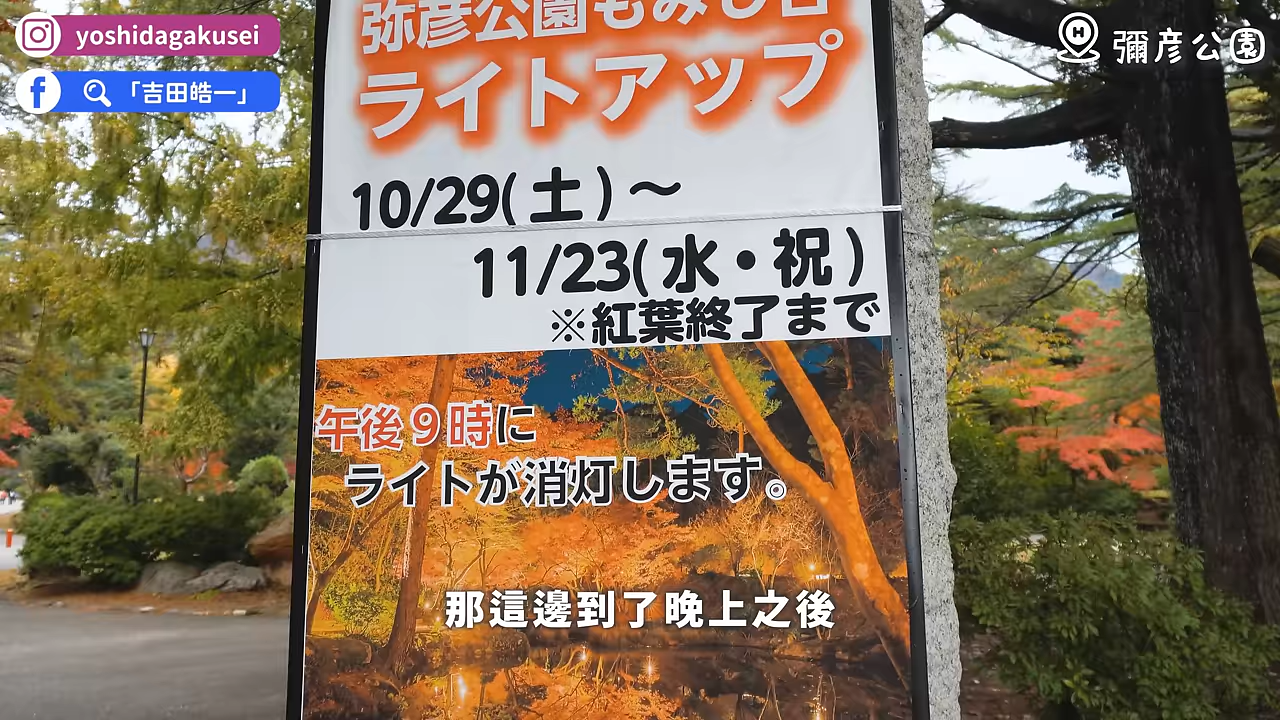 yoshidagakusei
「吉田皓一」
彌彦公園
弥彦公園もみじ谷
ライトアップ
10/29(土)～
11/23(水・祝)
※紅葉終了まで
午後9時に
ライトが消灯します。
那這邊到了晚上之後